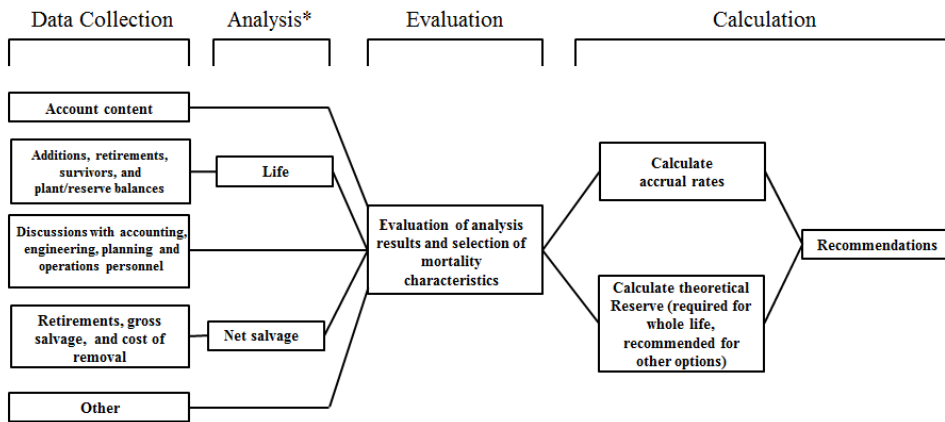 Data Collection
Analysis*
Evaluation
Calculation
Account content
Additions, retirements,
survivors, and
plant/reserve balances
Life
Discussions with accounting,
engineering, planning and
operations personnel
Retirements, gross
salvage, and cost of
removal
Net salvage
Other
Evaluation of analysis
results and selection of
mortality
characteristics
Calculate
accrual rates
Calculate theoretical
Reserve (required for
whole life,
recommended for
other options)
Recommendations